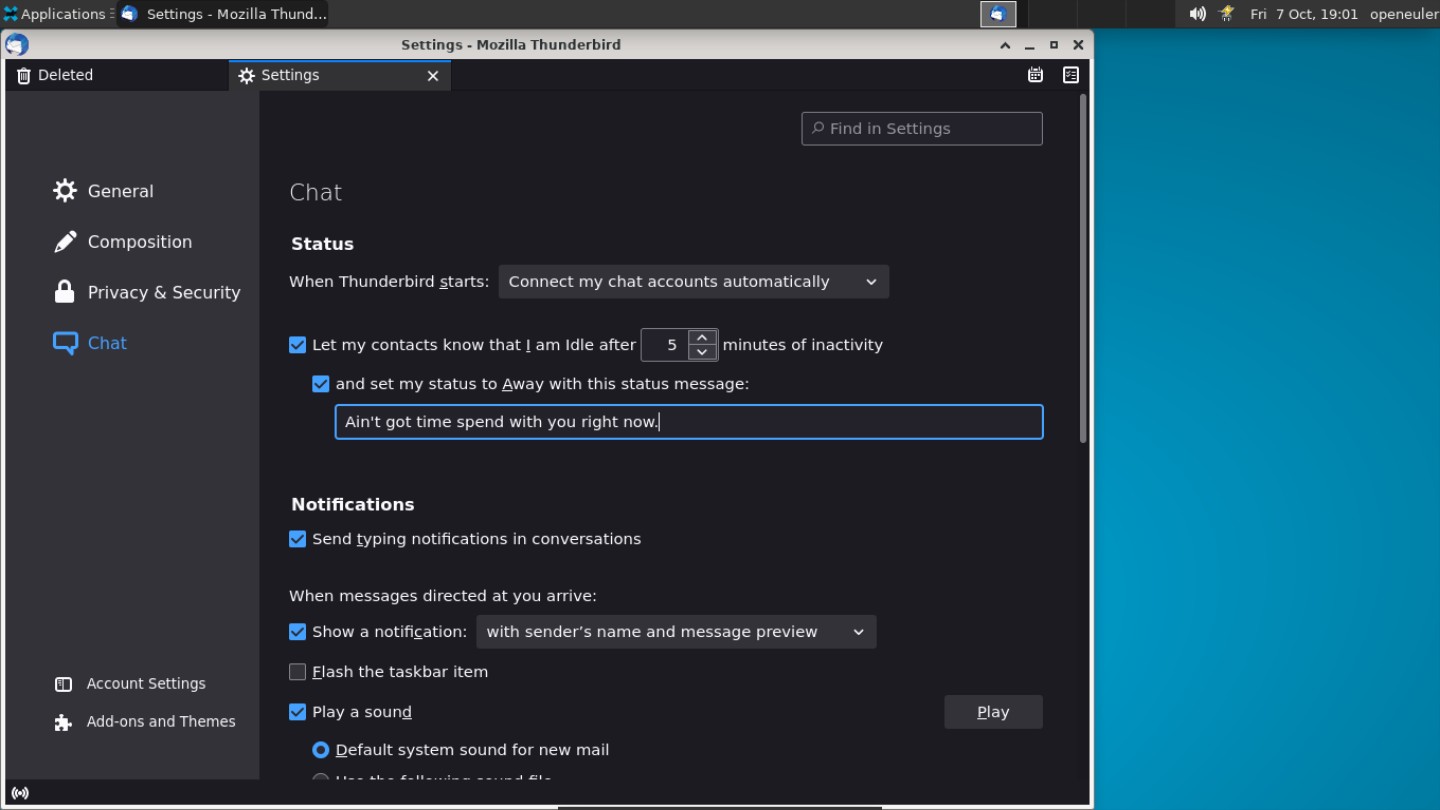 Applications
Settings - Mozilla Thund...
Fri 7 Oct, 19:01
openeuler
Settings - Mozilla Thunderbird
Deleted
Settings
Find in Settings
General
Composition
Privacy & Security
Chat
Chat
Status
When Thunderbird starts: Connect my chat accounts automatically
Let my contacts know that I am Idle after 5 minutes of inactivity
and set my status to Away with this status message:
Ain't got time spend with you right now.
Notifications
Send typing notifications in conversations
When messages directed at you arrive:
Show a notification: with sender’s name and message preview
Flash the taskbar item
Play a sound
Play
Default system sound for new mail
Use the following sound file
Account Settings
Add-ons and Themes